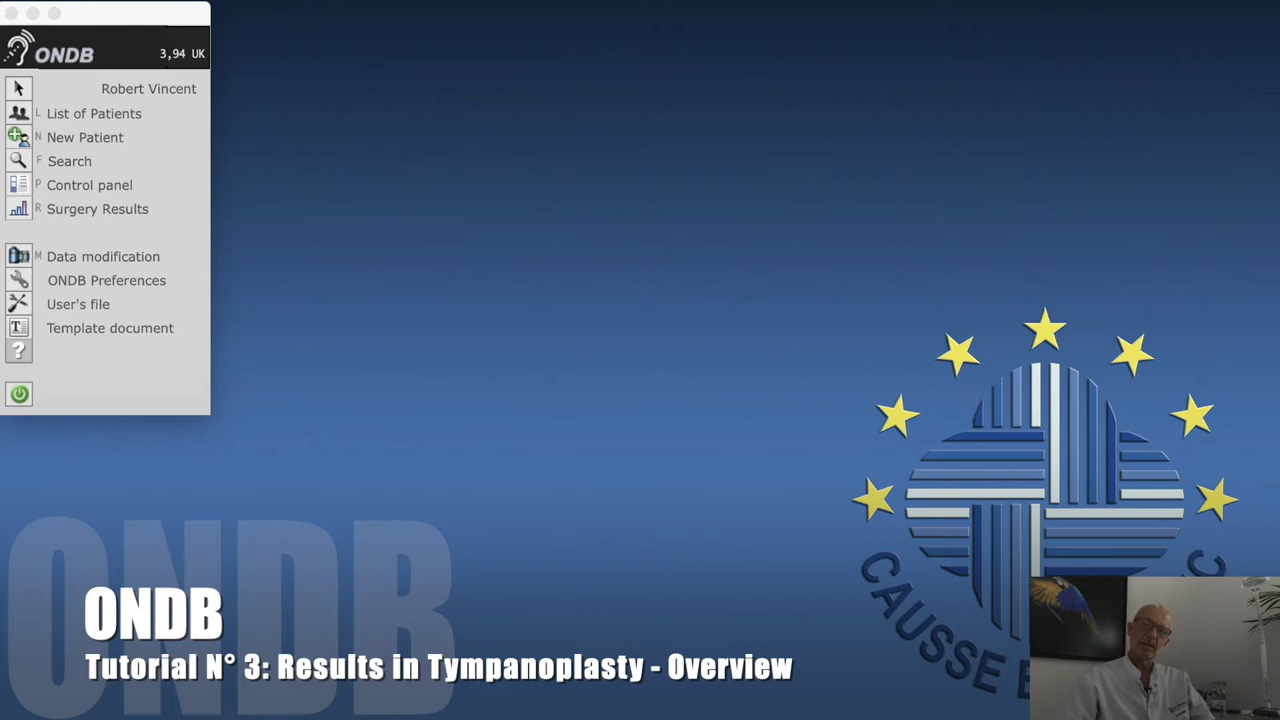 ONDB
3,94 UK
Robert Vincent
L List of Patients
N New Patient
F Search
P Control panel
R Surgery Results
M Data modification
ONDB Preferences
User's file
T Template document
?
ONDB
ONDB
Tutorial N° 3: Results in Tympanoplasty - Overview
CAUSSE E C